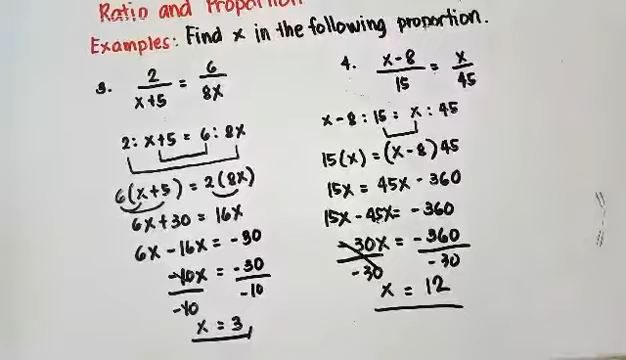 Ratio and Proportion
Examples: Find x in the following proportion.
3. 2/(x+5) = 6/(8x)
2 : x+5 = 6 : 8x
6(x+5) = 2(8x)
6x+30 = 16x
6x-16x = -30
-10x/-10 = -30/-10
x = 3
4. (x-8)/15 = x/45
x-8 : 15 = x : 45
15(x) = (x-8)45
15x = 45x - 360
15x-45x= -360
-30x/-30 = -360/-30
x = 12